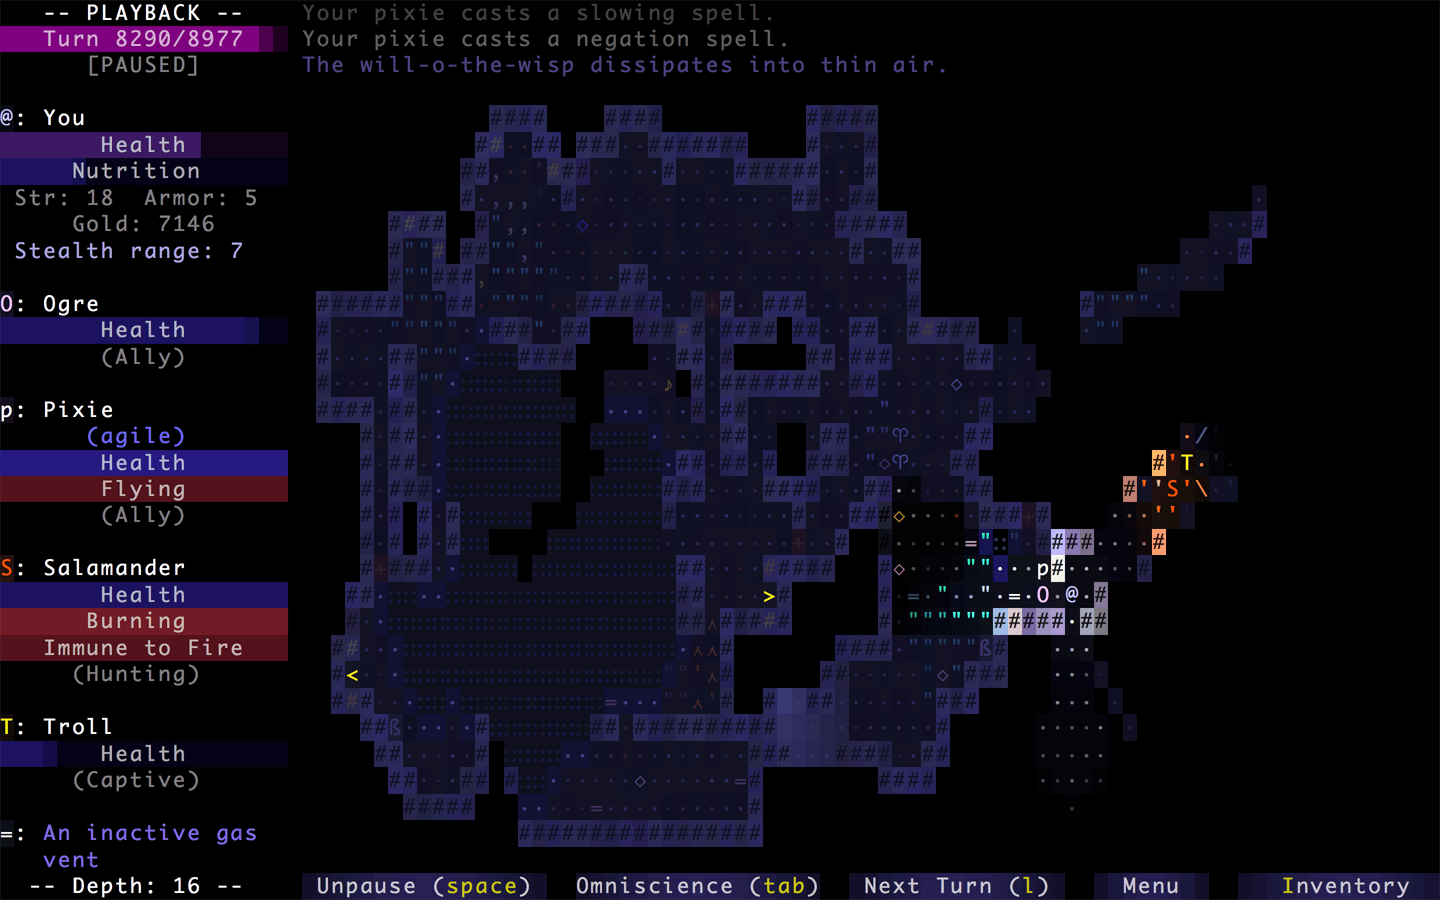 -- PLAYBACK --
Turn 8290/8977
[PAUSED]
@: You
Health
Nutrition
Str: 18  Armor: 5
Gold: 7146
Stealth range: 7
O: Ogre
Health
(Ally)
p: Pixie
(agile)
Health
Flying
(Ally)
S: Salamander
Health
Burning
Immune to Fire
(Hunting)
T: Troll
Health
(Captive)
=: An inactive gas
vent
-- Depth: 16 --
Your pixie casts a slowing spell.
Your pixie casts a negation spell.
The will-o-the-wisp dissipates into thin air.
Unpause (space)
Omniscience (tab)
Next Turn (l)
Menu
Inventory